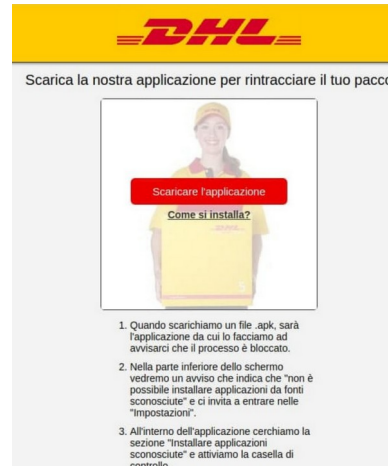 DHL
Scarica la nostra applicazione per rintracciare il tuo pacco
Scaricare l'applicazione
Come si installa?
DHL
1. Quando scarichiamo un file .apk, sarà
l'applicazione da cui lo facciamo ad
avvisarci che il processo è bloccato.
2. Nella parte inferiore dello schermo
vedremo un avviso che indica che "non è
possibile installare applicazioni da fonti
sconosciute" e ci invita a entrare nelle
"Impostazioni".
3. All'interno dell'applicazione cerchiamo la
sezione "Installare applicazioni
sconosciute" e attiviamo la casella di
controllo